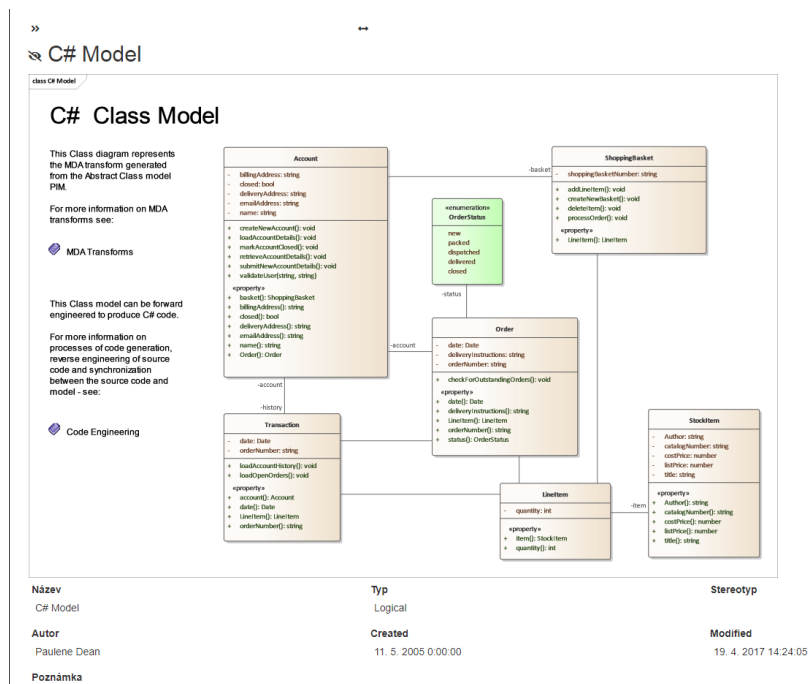 »
↔
C# Model
class C# Model
C# Class Model
This Class diagram represents
the MDA transform generated
from the Abstract Class model
PIM.
For more information on MDA
transforms see:
MDA Transforms
This Class model can be forward
engineered to produce C# code.
For more information on
processes of code generation,
reverse engineering of source
code and synchronization
between the source code and
model - see:
Code Engineering
Account
- billingAddress: string
- closed: bool
- deliveryAddress: string
- emailAddress: string
- name: string
+ createNewAccount(): void
+ loadAccountDetails(): void
+ markAccountClosed(): void
+ retrieveAccountDetails(): void
+ submitNewAccountDetails(): void
+ validateUser(string, string)
«property»
+ basket(): ShoppingBasket
+ billingAddress(): string
+ closed(): bool
+ deliveryAddress(): string
+ emailAddress(): string
+ name(): string
+ Order(): Order
-basket
ShoppingBasket
- shoppingBasketNumber: string
+ addLineItem(): void
+ createNewBasket(): void
+ deleteItem(): void
+ processOrder(): void
«property»
+ LineItem(): LineItem
«enumeration»
OrderStatus
new
packed
dispatched
delivered
closed
-status
-account
Order
- date: Date
- deliveryInstructions: string
- orderNumber: string
+ checkForOutstandingOrders(): void
«property»
+ date(): Date
+ deliveryInstructions(): string
+ LineItem(): LineItem
+ orderNumber(): string
+ status(): OrderStatus
-account
-history
Transaction
- date: Date
- orderNumber: string
+ loadAccountHistory(): void
+ loadOpenOrders(): void
«property»
+ account(): Account
+ date(): Date
+ LineItem(): LineItem
+ orderNumber(): string
LineItem
- quantity: int
«property»
+ Item(): StockItem
+ quantity(): int
-item
StockItem
- Author: string
- catalogNumber: string
- costPrice: number
- listPrice: number
- title: string
«property»
+ Author(): string
+ catalogNumber(): string
+ costPrice(): number
+ listPrice(): number
+ title(): string
Název
Typ
Stereotyp
C# Model
Logical
Autor
Created
Modified
Paulene Dean
11. 5. 2005 0:00:00
19. 4. 2017 14:24:05
Poznámka